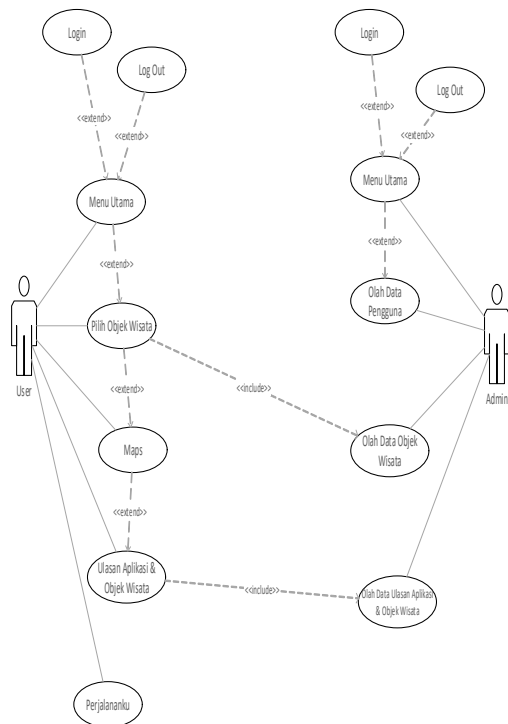 Login
Log Out
<<extend>>
<<extend>>
Menu Utama
<<extend>>
Pilih Objek Wisata
User
<<extend>>
Maps
<<extend>>
Ulasan Aplikasi &
Objek Wisata
Perjalananku
<<include>>
<<include>>
Login
Log Out
<<extend>>
<<extend>>
Menu Utama
<<extend>>
Olah Data
Pengguna
Admin
Olah Data Objek
Wisata
Olah Data Ulasan Aplikasi
& Objek Wisata